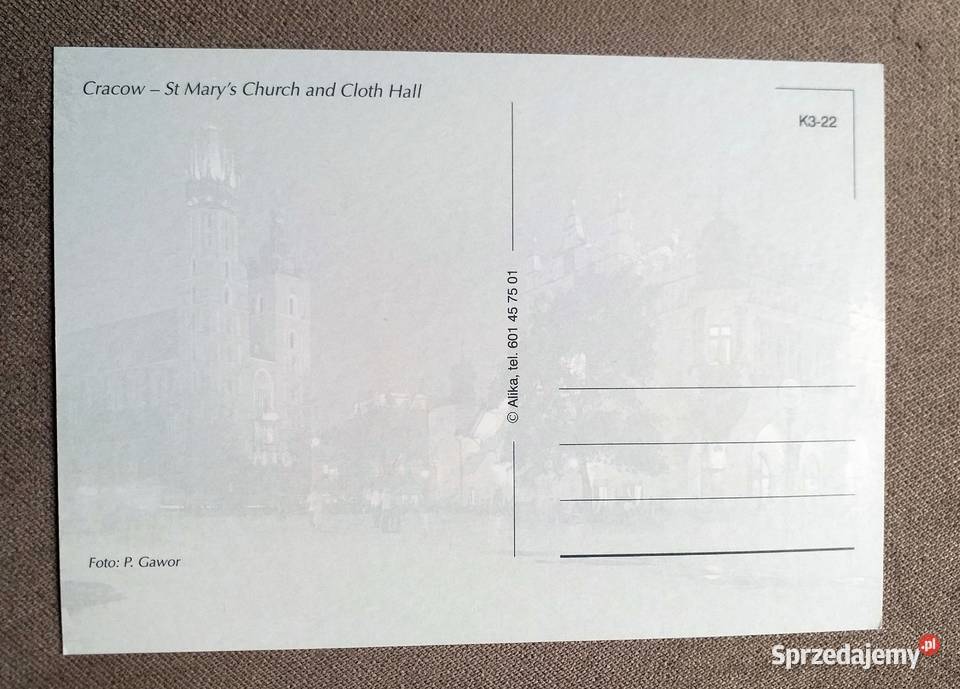 Cracow – St Mary's Church and Cloth Hall
K3-22
© Alika, tel. 601 45 75 01
Foto: P. Gawor
Sprzedajemy.pl